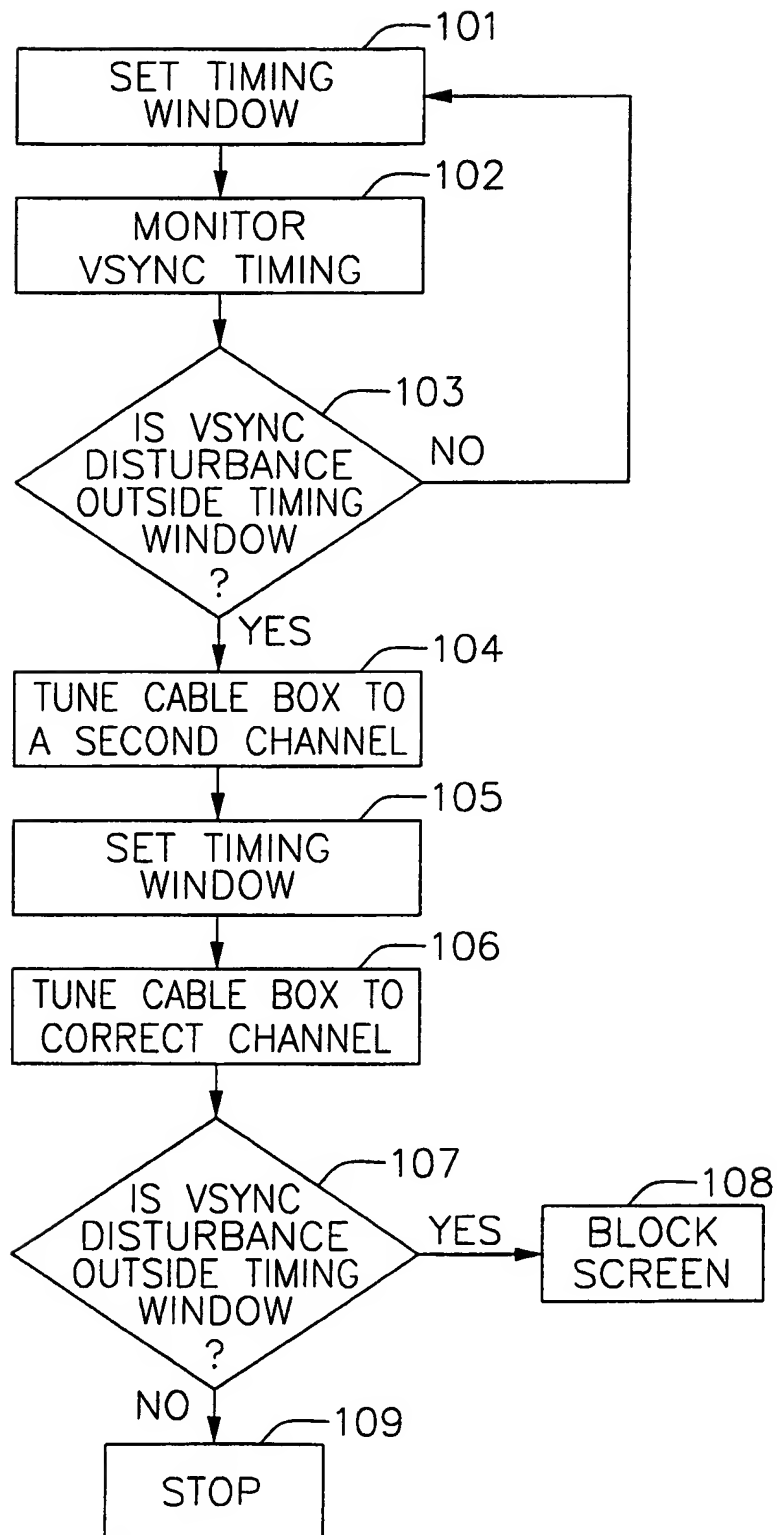 101
SET TIMING
WINDOW
102
MONITOR
VSYNC TIMING
103
IS VSYNC
DISTURBANCE
OUTSIDE TIMING
WINDOW
?
NO
YES
104
TUNE CABLE BOX TO
A SECOND CHANNEL
105
SET TIMING
WINDOW
106
TUNE CABLE BOX TO
CORRECT CHANNEL
107
IS VSYNC
DISTURBANCE
OUTSIDE TIMING
WINDOW
?
YES
108
BLOCK
SCREEN
NO
109
STOP